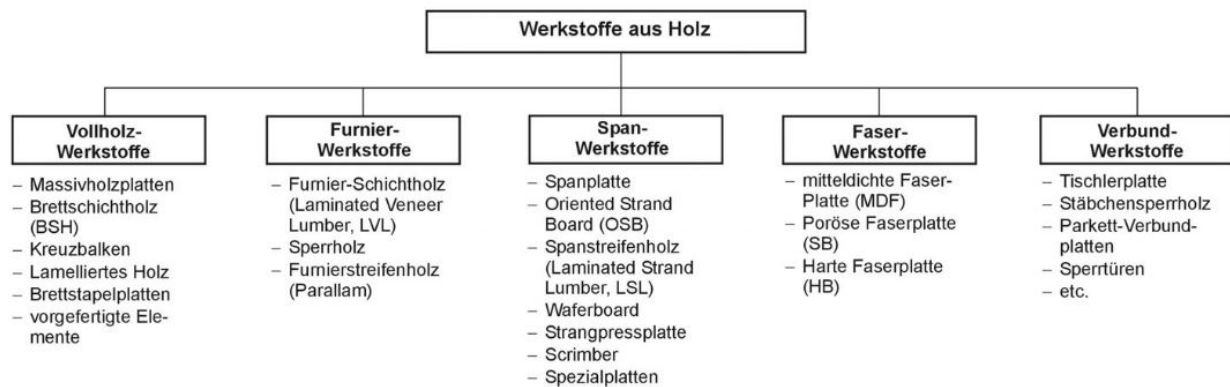 Werkstoffe aus Holz
Vollholz-
Werkstoffe
– Massivholzplatten
– Brettschichtholz
(BSH)
– Kreuzbalken
– Lamelliertes Holz
– Brettstapelplatten
– vorgefertigte Ele-
mente
Furnier-
Werkstoffe
– Furnier-Schichtholz
(Laminated Veneer
Lumber, LVL)
– Sperrholz
– Furnierstreifenholz
(Parallam)
Span-
Werkstoffe
– Spanplatte
– Oriented Strand
Board (OSB)
– Spanstreifenholz
(Laminated Strand
Lumber, LSL)
– Waferboard
– Strangpressplatte
– Scrimber
– Spezialplatten
Faser-
Werkstoffe
– mitteldichte Faser-
Platte (MDF)
– Poröse Faserplatte
(SB)
– Harte Faserplatte
(HB)
Verbund-
Werkstoffe
– Tischlerplatte
– Stäbchensperrholz
– Parkett-Verbund-
platten
– Sperrtüren
– etc.